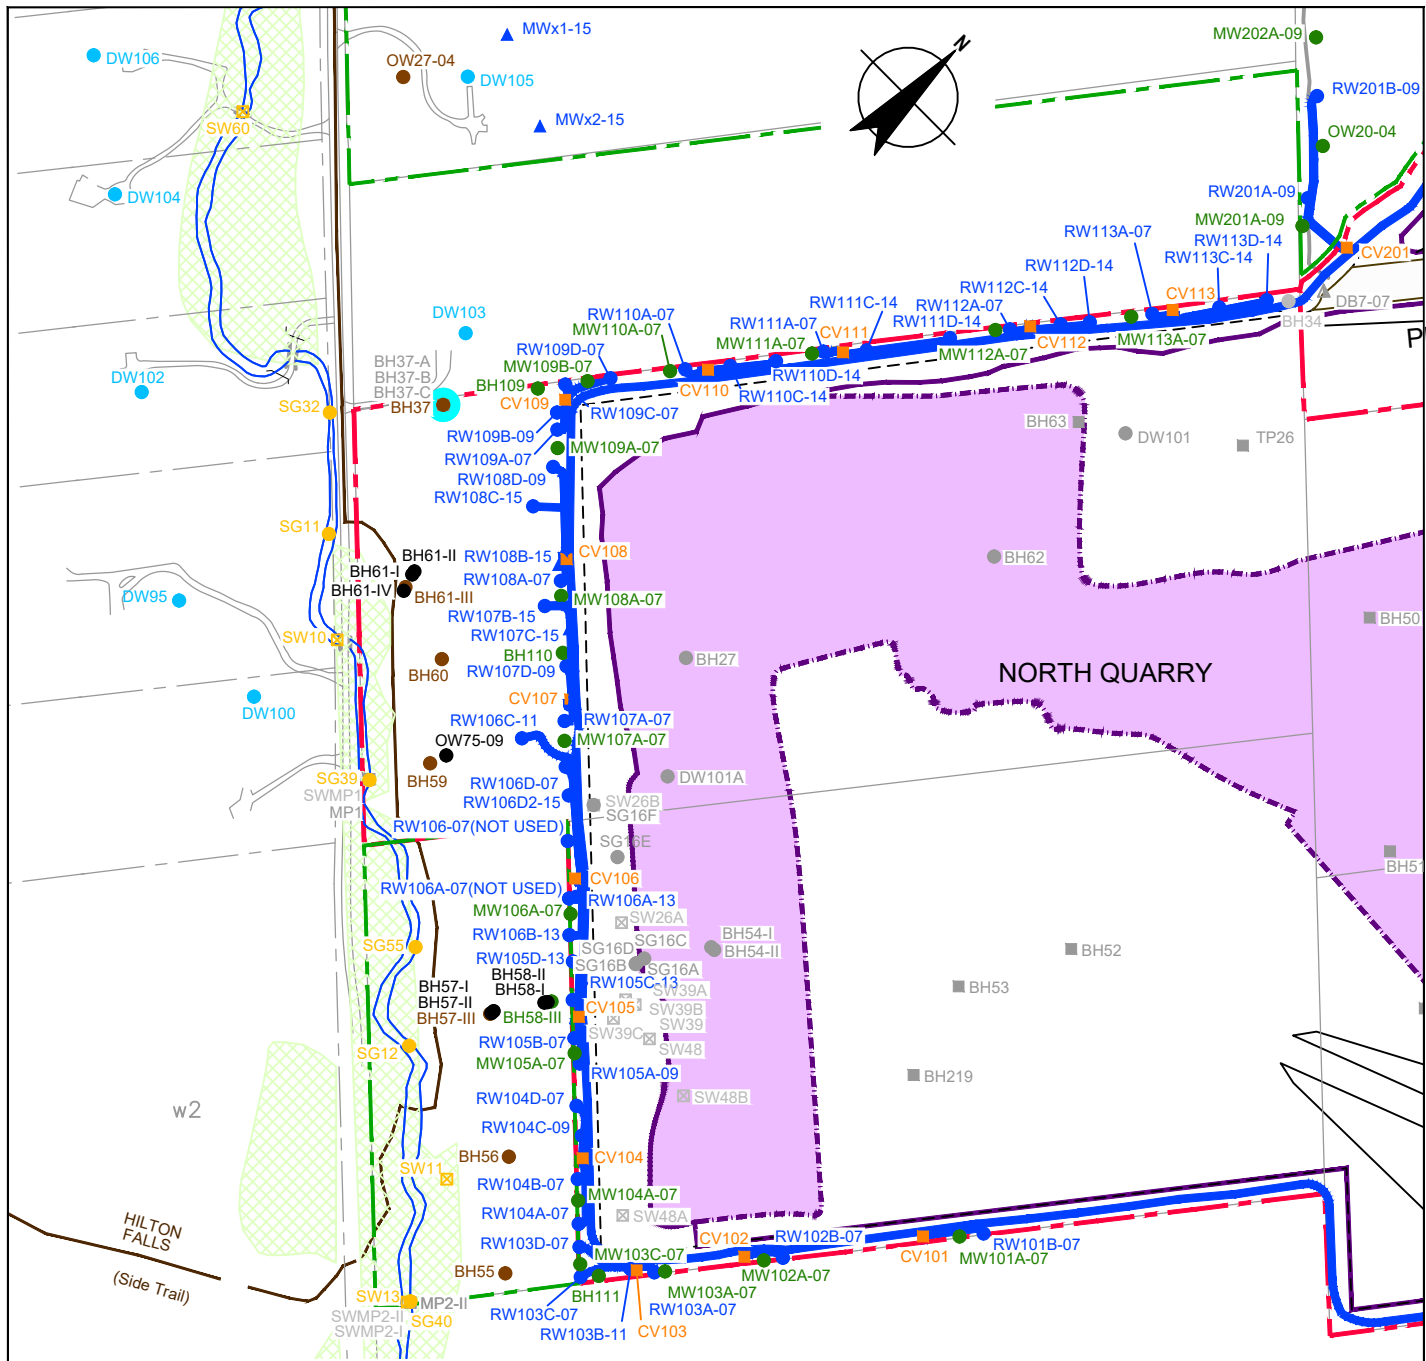 MWx1-15
MW202A-09
DW106
OW27-04
DW105
N
RW201B-09
SW60
MWx2-15
OW20-04
DW104
RW201A-09
MW201A-09
RW113A-07
RW113D-14
RW113C-14
CV201
RW112D-14
RW112C-14
CV113
DB7-07
BH34
RW111C-14
RW112A-07
RW110A-07
RW111A-07
CV111
RW111D-14
DW103
MW110A-07
MW111A-07
CV112
MW113A-07
P
MW112A-07
BH37-A
BH37-B
BH37-C
BH37
RW109D-07
MW109B-07
BH109
CV109
CV110
RW110D-14
RW110C-14
DW102
SG32
RW109C-07
RW109B-09
RW109A-07
MW109A-07
BH63
DW101
TP26
RW108D-09
RW108C-15
SG11
BH61-II
BH61-I
BH61-IV
BH61-III
RW108B-15
CV108
BH62
RW108A-07
MW108A-07
DW95
RW107B-15
BH50
SW10
RW107C-15
BH110
BH27
BH60
RW107D-09
NORTH QUARRY
DW100
CV107
RW106C-11
RW107A-07
OW75-09
MW107A-07
BH59
SG39
SWMP1
MP1
RW106D-07
DW101A
RW106D2-15
SW26B
SG16F
RW106-07(NOT USED)
SG16E
BH51
CV106
RW106A-07(NOT USED)
RW106A-13
MW106A-07
SW26A
RW106B-13
SG55
SG16D
SG16C
BH54-I
BH54-II
BH52
RW105D-13
SG16B
SG16A
BH58-II
BH58-I
BH57-I
BH57-II
BH57-III
BH58-III
RW105C-13
SW39A
BH53
CV105
SW39B
SW39C
SW39
RW105B-07
SG12
SW48
MW105A-07
RW105A-09
BH219
SW48B
w2
RW104D-07
RW104C-09
BH56
CV104
SW11
RW104B-07
MW104A-07
RW104A-07
SW48A
HILTON
FALLS
(Side Trail)
RW103D-07
CV102
RW102B-07
CV101
RW101B-07
MW101A-07
MW103C-07
MW102A-07
BH55
BH111
MW103A-07
SW13
MP2-II
SWMP2-II
SWMP2-I
SG40
RW103C-07
RW103A-07
RW103B-11
CV103